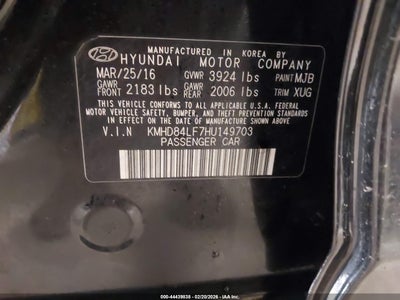 MANUFACTURED IN KOREA BY
HYUNDAI MOTOR COMPANY
MAR/25/16 GVWR 3924 lbs PAINT MJB
GAWR FRONT 2183 lbs GAWR REAR 2006 lbs TRIM XUG
THIS VEHICLE CONFORMS TO ALL APPLICABLE U.S.A. FEDERAL
MOTOR VEHICLE SAFETY, BUMPER, AND THEFT PREVENTION
STANDARDS IN EFFECT ON THE DATE OF MANUFACTURE SHOWN ABOVE.
V.I.N KMHD84LF7HU149703
PASSENGER CAR
000-44439038 - 02/20/2026 - IAA Inc.